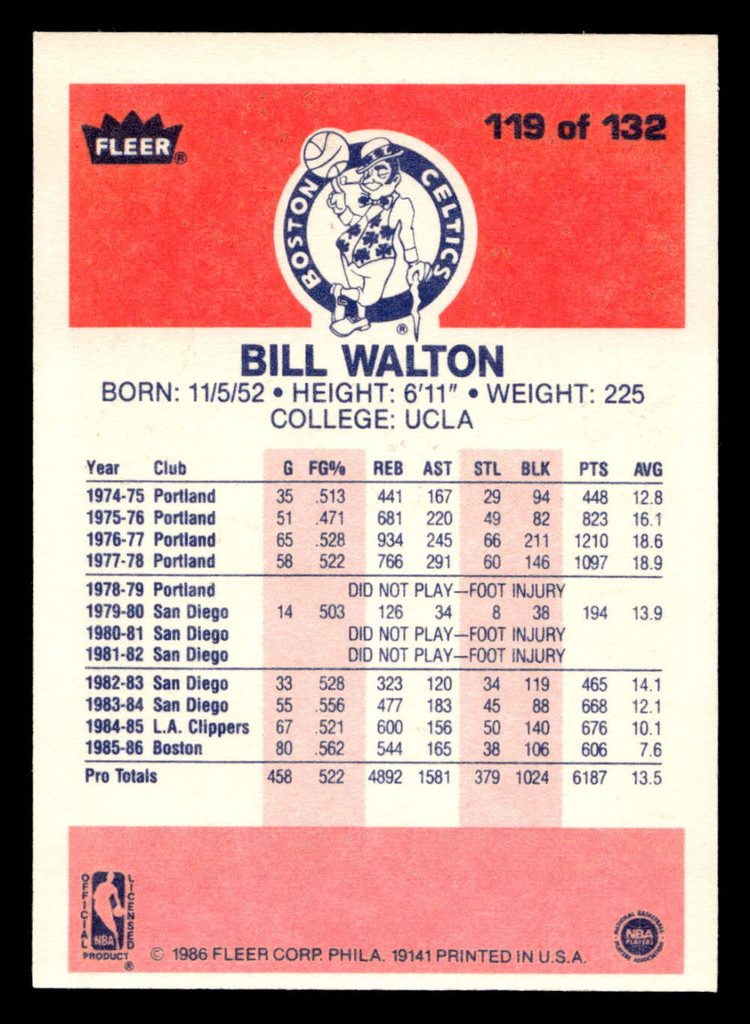 FLEER®
119 of 132
BOSTON CELTICS
®
BILL WALTON
BORN: 11/5/52 • HEIGHT: 6'11" • WEIGHT: 225
COLLEGE: UCLA
Year Club G FG% REB AST STL BLK PTS AVG
1974-75 Portland 35 .513 441 167 29 94 448 12.8
1975-76 Portland 51 .471 681 220 49 82 823 16.1
1976-77 Portland 65 .528 934 245 66 211 1210 18.6
1977-78 Portland 58 .522 766 291 60 146 1097 18.9
1978-79 Portland DID NOT PLAY—FOOT INJURY
1979-80 San Diego 14 .503 126 34 8 38 194 13.9
1980-81 San Diego DID NOT PLAY—FOOT INJURY
1981-82 San Diego DID NOT PLAY—FOOT INJURY
1982-83 San Diego 33 .528 323 120 34 119 465 14.1
1983-84 San Diego 55 .556 477 183 45 88 668 12.1
1984-85 L.A. Clippers 67 .521 600 156 50 140 676 10.1
1985-86 Boston 80 .562 544 165 38 106 606 7.6
Pro Totals 458 .522 4892 1581 379 1024 6187 13.5
OFFICIAL LICENSED
NBA
PRODUCT ®
© 1986 FLEER CORP. PHILA. 19141 PRINTED IN U.S.A.
NATIONAL BASKETBALL
NBA
PLAYERS
PLAYERS ASSOCIATION